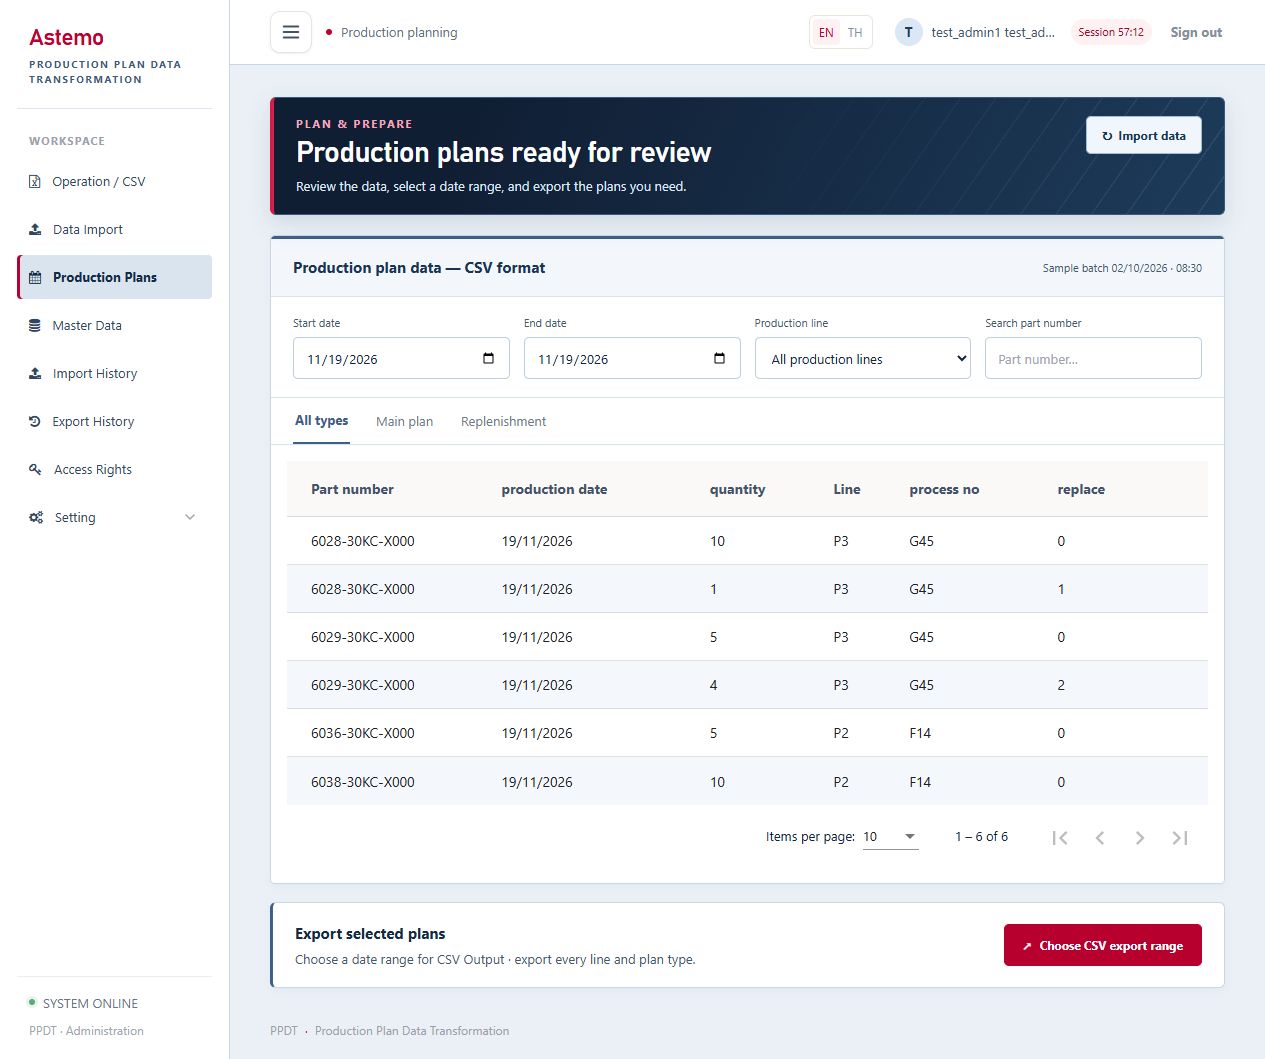 Astemo
PRODUCTION PLAN DATA
TRANSFORMATION
WORKSPACE
Operation / CSV
Data Import
Production Plans
Master Data
Import History
Export History
Access Rights
Setting
SYSTEM ONLINE
PPDT · Administration
Production planning
EN TH
T test_admin1 test_ad...
Session 57:12
Sign out
PLAN & PREPARE
Production plans ready for review
Review the data, select a date range, and export the plans you need.
↻ Import data
Production plan data — CSV format
Sample batch 02/10/2026 · 08:30
Start date End date Production line Search part number
11/19/2026 11/19/2026 All production lines Part number...
All types Main plan Replenishment
Part number production date quantity Line process no replace
6028-30KC-X000 19/11/2026 10 P3 G45 0
6028-30KC-X000 19/11/2026 1 P3 G45 1
6029-30KC-X000 19/11/2026 5 P3 G45 0
6029-30KC-X000 19/11/2026 4 P3 G45 2
6036-30KC-X000 19/11/2026 5 P2 F14 0
6038-30KC-X000 19/11/2026 10 P2 F14 0
Items per page: 10 1 – 6 of 6
Export selected plans
Choose a date range for CSV Output · export every line and plan type.
↗ Choose CSV export range
PPDT · Production Plan Data Transformation